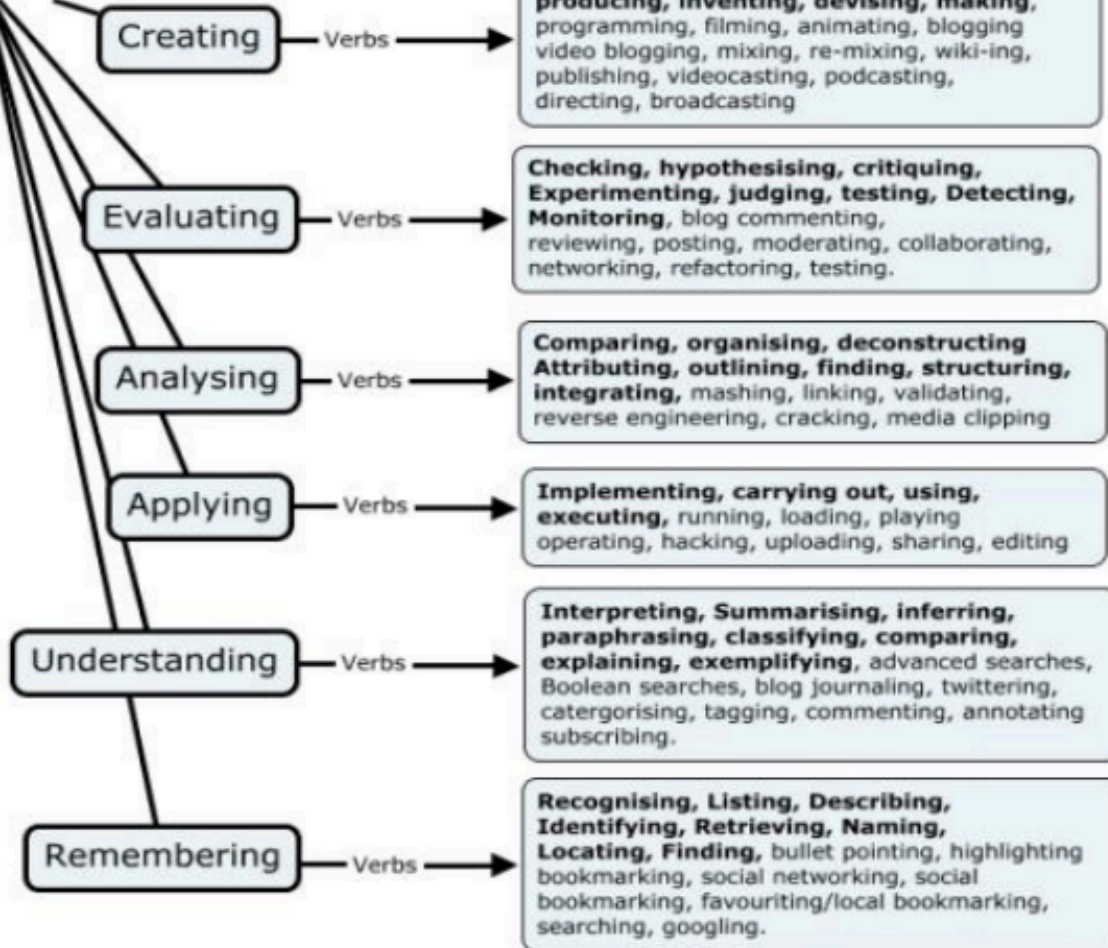 Creating
Verbs
producing, inventing, devising, making,
programming, filming, animating, blogging
video blogging, mixing, re-mixing, wiki-ing,
publishing, videocasting, podcasting,
directing, broadcasting
Evaluating
Verbs
Checking, hypothesising, critiquing,
Experimenting, judging, testing, Detecting,
Monitoring, blog commenting,
reviewing, posting, moderating, collaborating,
networking, refactoring, testing.
Analysing
Verbs
Comparing, organising, deconstructing
Attributing, outlining, finding, structuring,
integrating, mashing, linking, validating,
reverse engineering, cracking, media clipping
Applying
Verbs
Implementing, carrying out, using,
executing, running, loading, playing
operating, hacking, uploading, sharing, editing
Understanding
Verbs
Interpreting, Summarising, inferring,
paraphrasing, classifying, comparing,
explaining, exemplifying, advanced searches,
Boolean searches, blog journaling, twittering,
catergorising, tagging, commenting, annotating
subscribing.
Remembering
Verbs
Recognising, Listing, Describing,
Identifying, Retrieving, Naming,
Locating, Finding, bullet pointing, highlighting
bookmarking, social networking, social
bookmarking, favouriting/local bookmarking,
searching, googling.